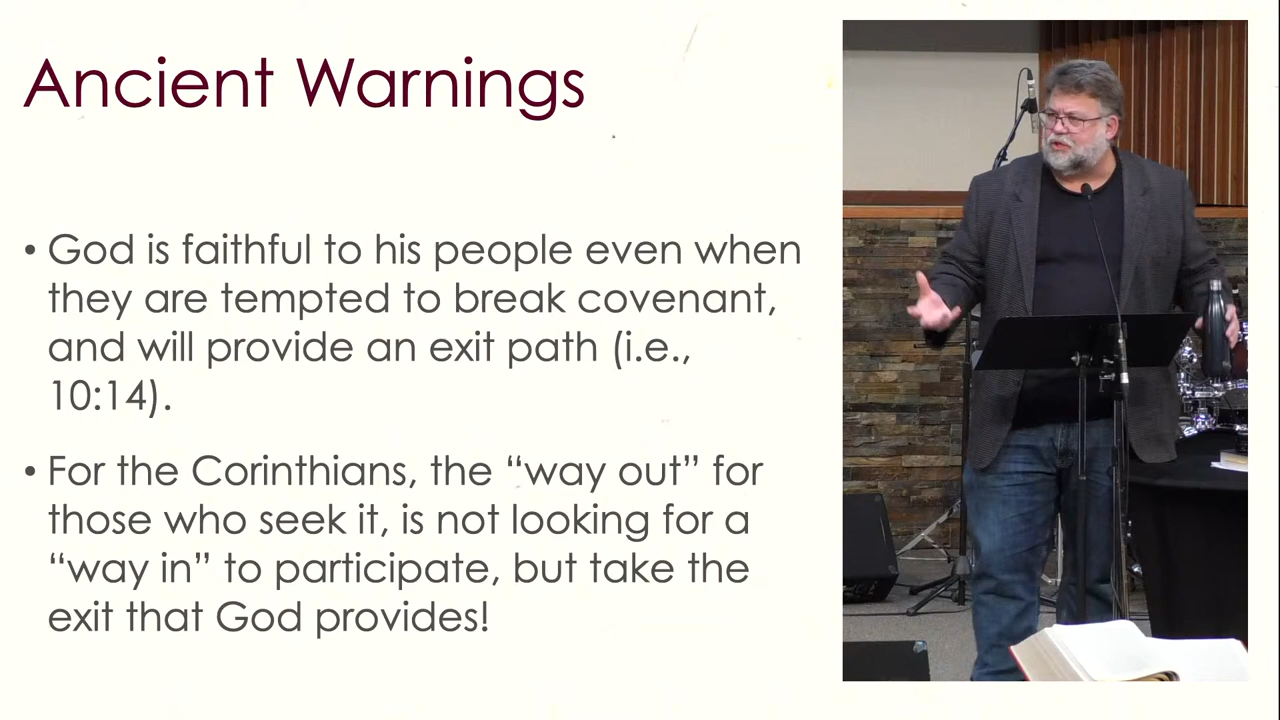 Ancient Warnings
• God is faithful to his people even when
they are tempted to break covenant,
and will provide an exit path (i.e.,
10:14).
• For the Corinthians, the “way out” for
those who seek it, is not looking for a
“way in” to participate, but take the
exit that God provides!